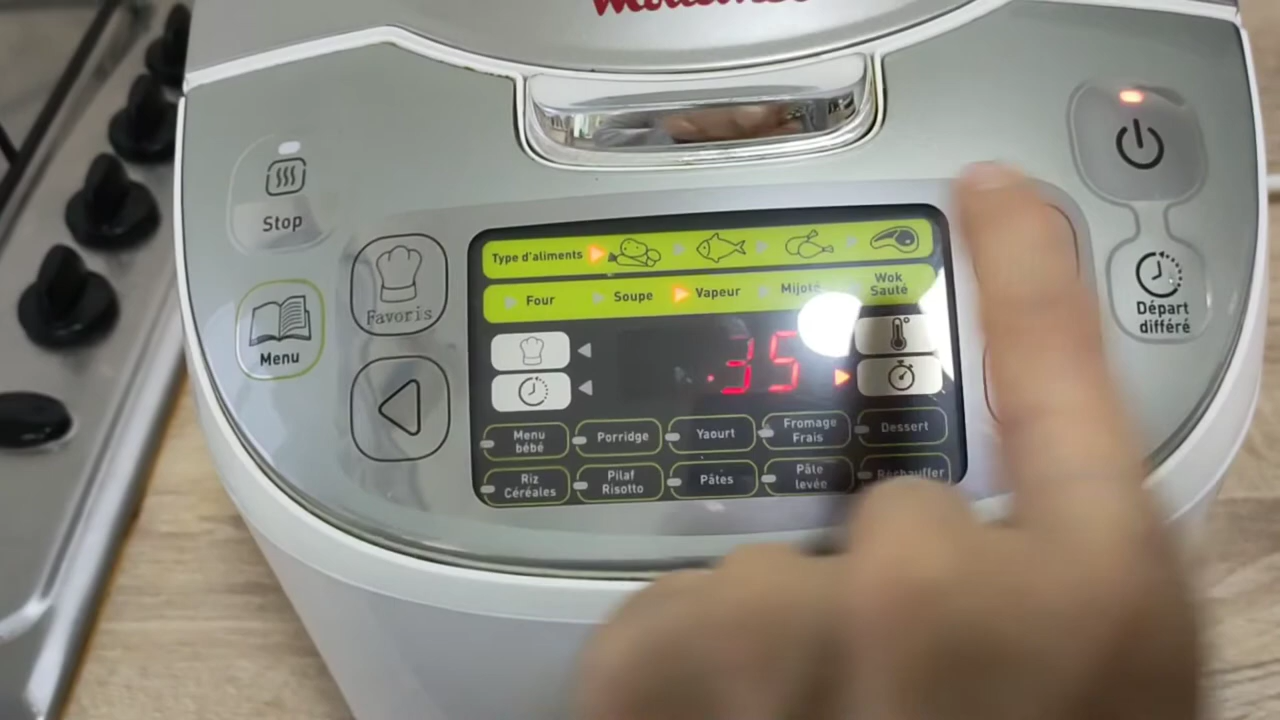 Moulinex
Stop
Menu
Favoris
Type d'aliments
Four
Soupe
Vapeur
Mijoté
Wok
Sauté
35
Menu
bébé
Porridge
Yaourt
Fromage
Frais
Dessert
Riz
Céréales
Pilaf
Risotto
Pâtes
Pâte
levée
Réchauffer
Départ
différé